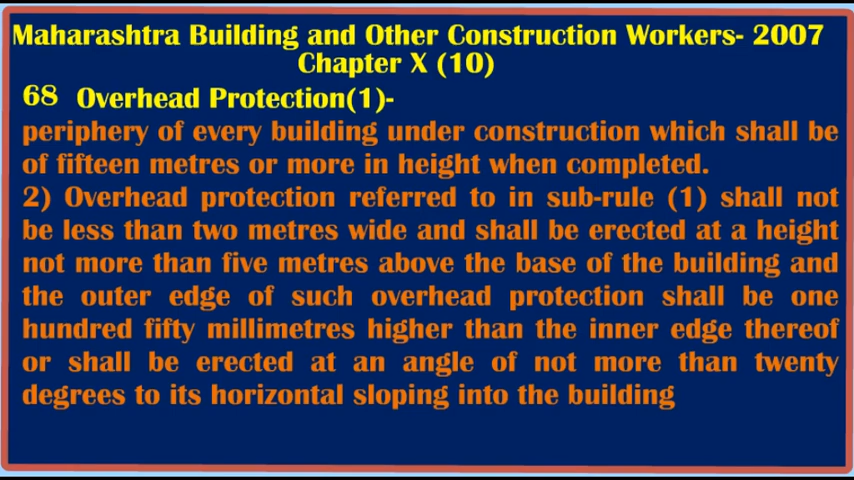 Maharashtra Building and Other Construction Workers- 2007
Chapter X (10)
68 Overhead Protection(1)-
periphery of every building under construction which shall be
of fifteen metres or more in height when completed.
2) Overhead protection referred to in sub-rule (1) shall not
be less than two metres wide and shall be erected at a height
not more than five metres above the base of the building and
the outer edge of such overhead protection shall be one
hundred fifty millimetres higher than the inner edge thereof
or shall be erected at an angle of not more than twenty
degrees to its horizontal sloping into the building